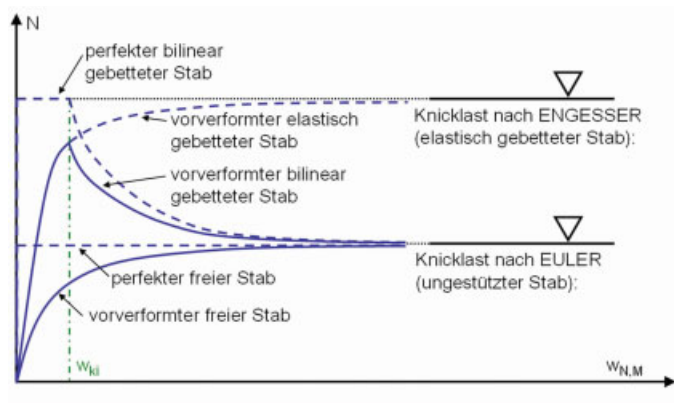 N
perfekter bilinear
gebetteter Stab
vorverformter elastisch
gebetteter Stab
Knicklast nach ENGESSER
(elastisch gebetteter Stab):
vorverformter bilinear
gebetteter Stab
Knicklast nach EULER
(ungestützter Stab):
perfekter freier Stab
vorverformter freier Stab
wki
wN,M